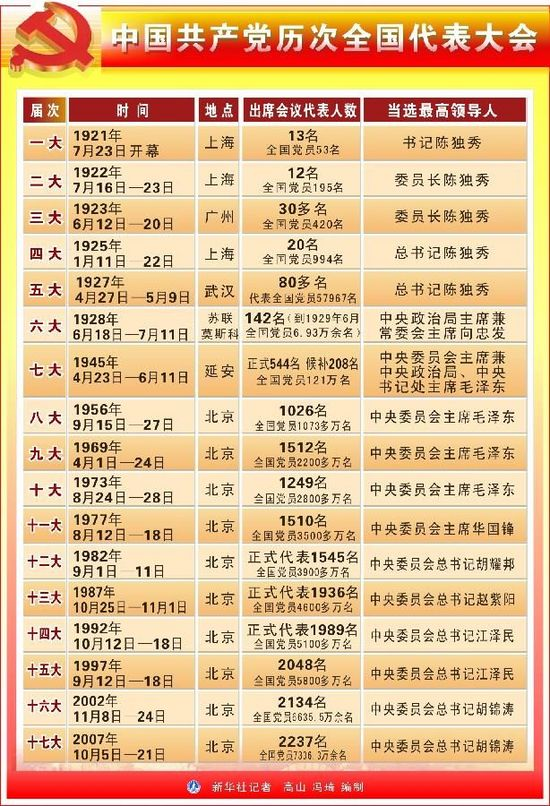 中国共产党历次全国代表大会
届次 时间 地点 出席会议代表人数 当选最高领导人
一大 1921年 上海 13名 书记陈独秀
7月23日开幕 全国党员53名
二大 1922年 上海 12名 委员长陈独秀
7月16日—23日 全国党员195名
三大 1923年 广州 30多名 委员长陈独秀
6月12日—20日 全国党员420名
四大 1925年 上海 20名 总书记陈独秀
1月11日—22日 全国党员994名
五大 1927年 武汉 80多名 总书记陈独秀
4月27日—5月9日 代表全国党员57967名
六大 1928年 苏联 142名(到1929年6月 中央政治局主席兼
6月18日—7月11日 莫斯科 全国党员6.93万余名) 常委会主席向忠发
七大 1945年 延安 正式544名 候补208名 中央委员会主席兼
4月23日—6月11日 全国党员121万名 中央政治局、中央
书记处主席毛泽东
八大 1956年 北京 1026名 中央委员会主席毛泽东
9月15日—27日 全国党员1073多万名
九大 1969年 北京 1512名 中央委员会主席毛泽东
4月1日—24日 全国党员2200多万名
十大 1973年 北京 1249名 中央委员会主席毛泽东
8月24日—28日 全国党员2800多万名
十一大 1977年 北京 1510名 中央委员会主席华国锋
8月12日—18日 全国党员3500多万名
十二大 1982年 北京 正式代表1545名 中央委员会总书记胡耀邦
9月1日—11日 全国党员3900多万名
十三大 1987年 北京 正式代表1936名 中央委员会总书记赵紫阳
10月25日—11月1日 全国党员4600多万名
十四大 1992年 北京 正式代表1989名 中央委员会总书记江泽民
10月12日—18日 全国党员5100多万名
十五大 1997年 北京 2048名 中央委员会总书记江泽民
9月12日—18日 全国党员5800多万名
十六大 2002年 北京 2134名 中央委员会总书记胡锦涛
11月8日—24日 全国党员6635.5万余名
十七大 2007年 北京 2237名 中央委员会总书记胡锦涛
10月5日—21日 全国党员7336.3万余名
新华社记者 高山 冯琦 编制